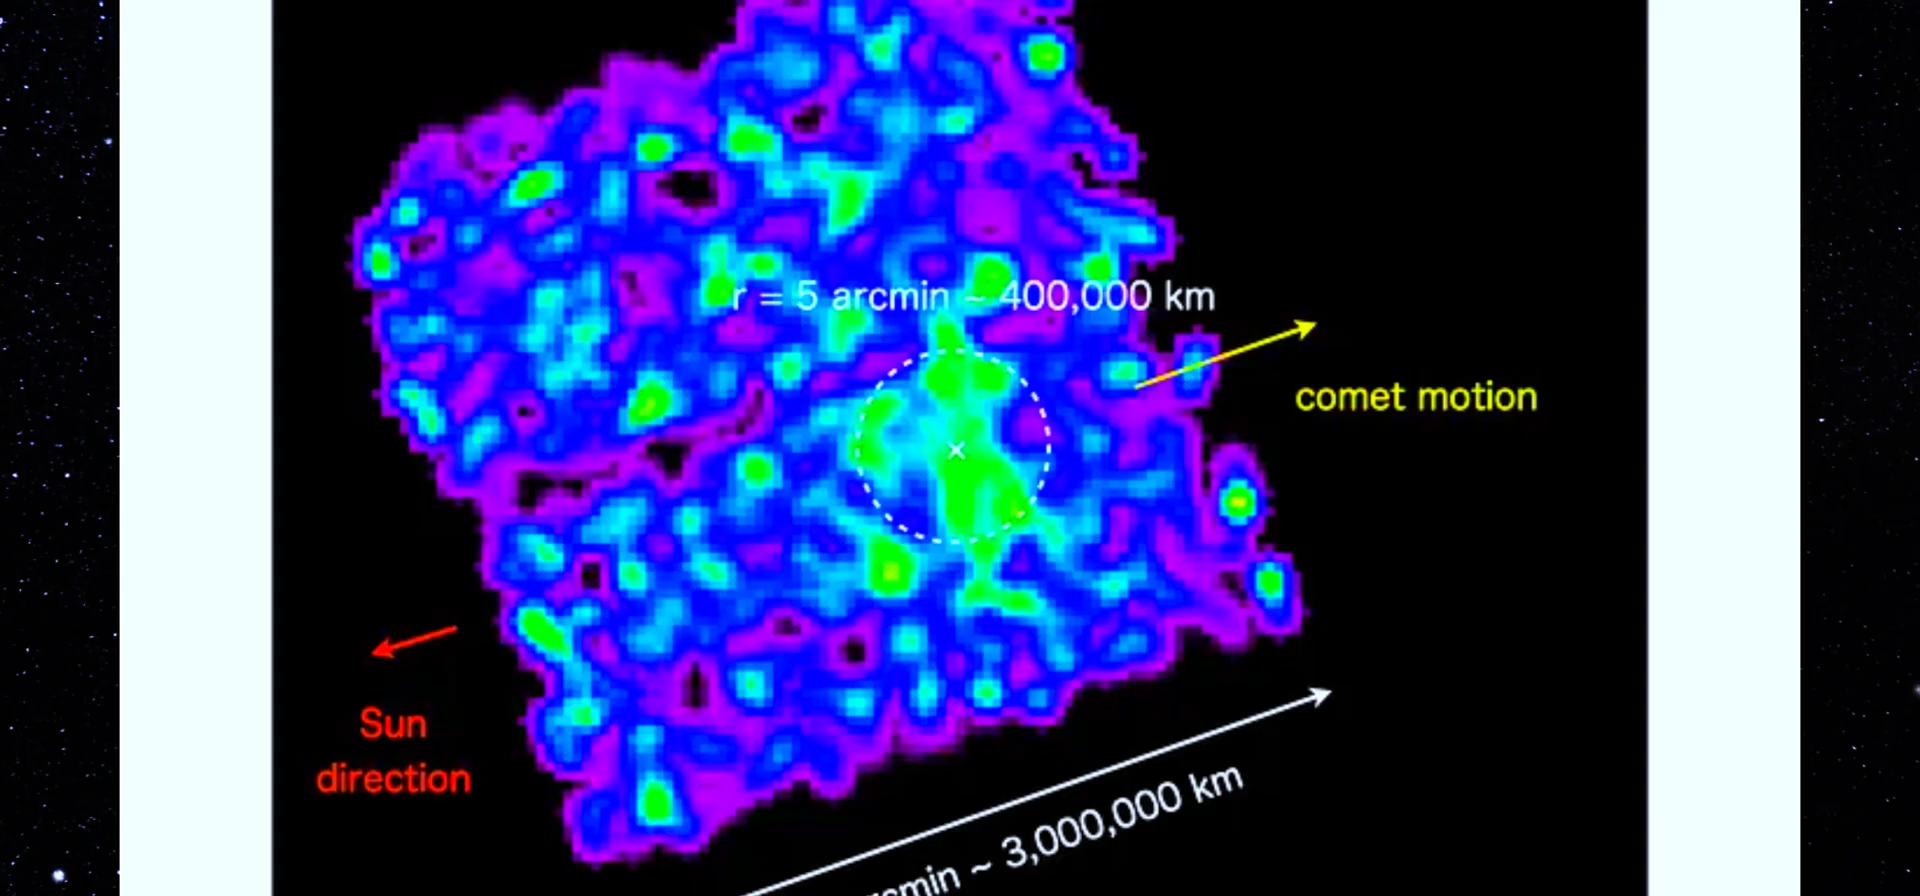 r = 5 arcmin ~ 400,000 km
comet motion
Sun
direction
~ 3,000,000 km